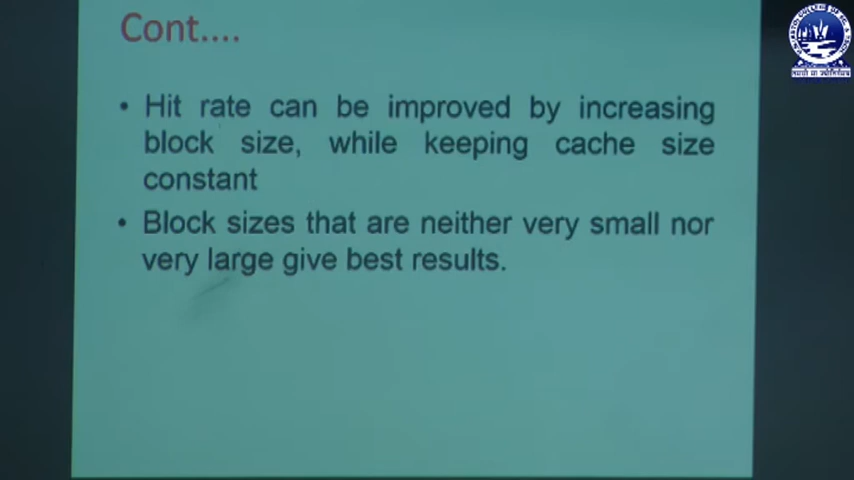 Cont....
• Hit rate can be improved by increasing
block size, while keeping cache size
constant
• Block sizes that are neither very small nor
very large give best results.